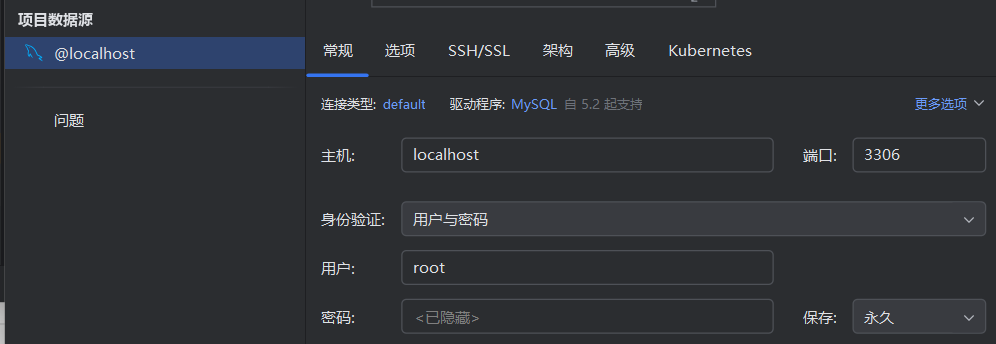 项目数据源
@localhost
问题
常规 选项 SSH/SSL 架构 高级 Kubernetes
连接类型: default 驱动程序: MySQL 自 5.2 起支持 更多选项
主机: localhost 端口: 3306
身份验证: 用户与密码
用户: root
密码: <已隐藏> 保存: 永久